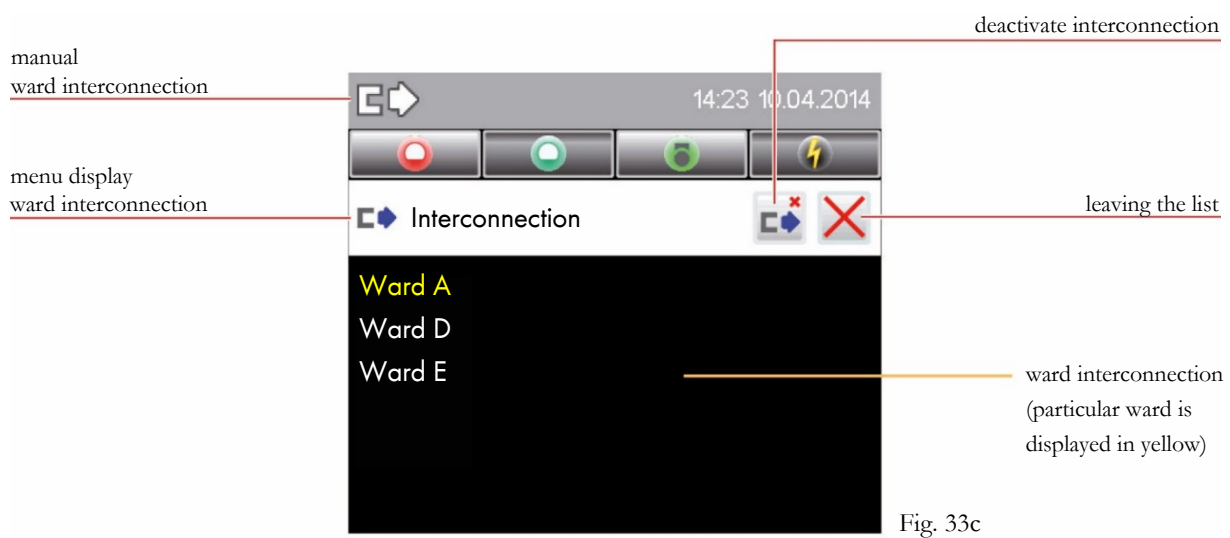 deactivate interconnection
manual
ward interconnection
14:23 10.04.2014
menu display
ward interconnection
Interconnection
leaving the list
Ward A
Ward D
Ward E
ward interconnection
(particular ward is
displayed in yellow)
Fig. 33c